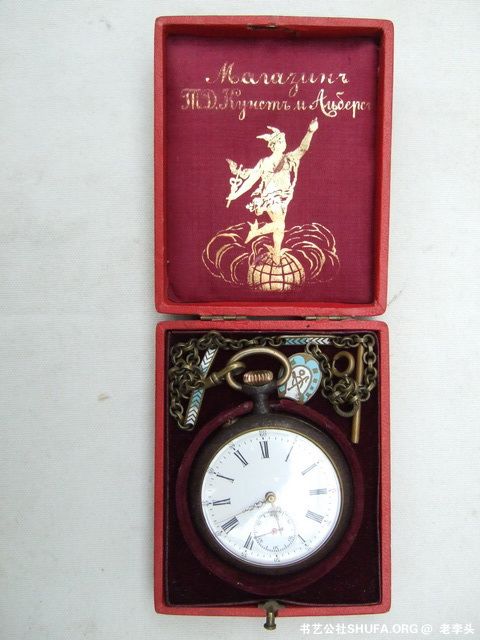 Магазинъ
Т.Д. Кунстъ и Альберсъ
书艺公社SHUFA.ORG @ 老李头